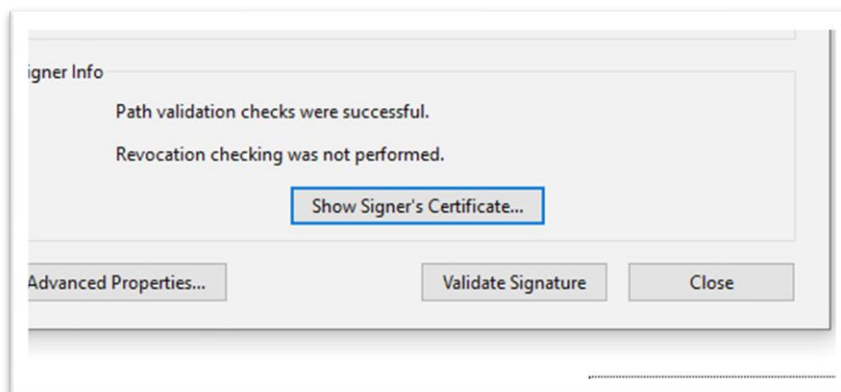 igner Info
Path validation checks were successful.
Revocation checking was not performed.
Show Signer's Certificate...
Advanced Properties... Validate Signature Close